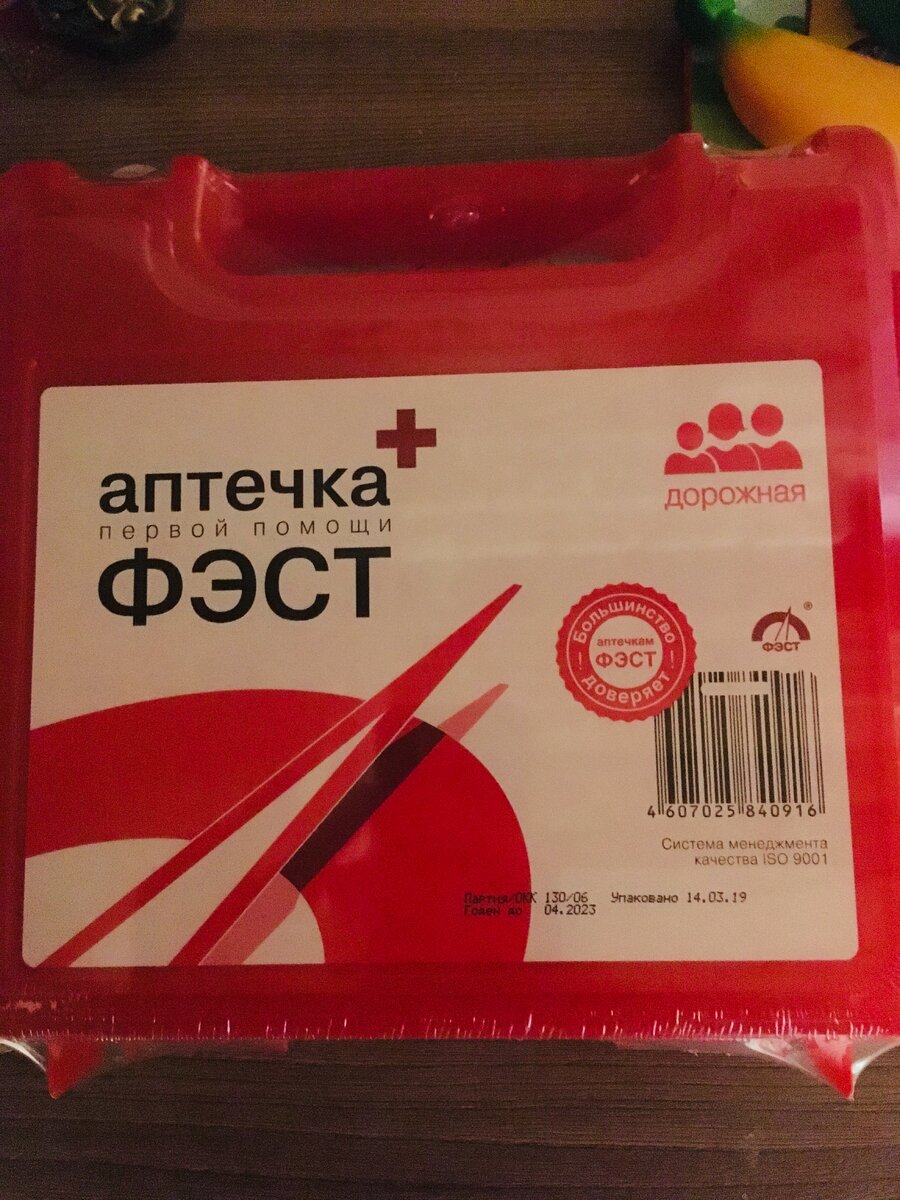 аптечка
первой помощи
ФЭСТ
дорожная
Большинство
аптечкам
ФЭСТ
доверяет
®
ФЭСТ
4 607025 840916
Система менеджмента
качества ISO 9001
Партия/ОКК 130/06 Упаковано 14.03.19
Годен до 04.2023